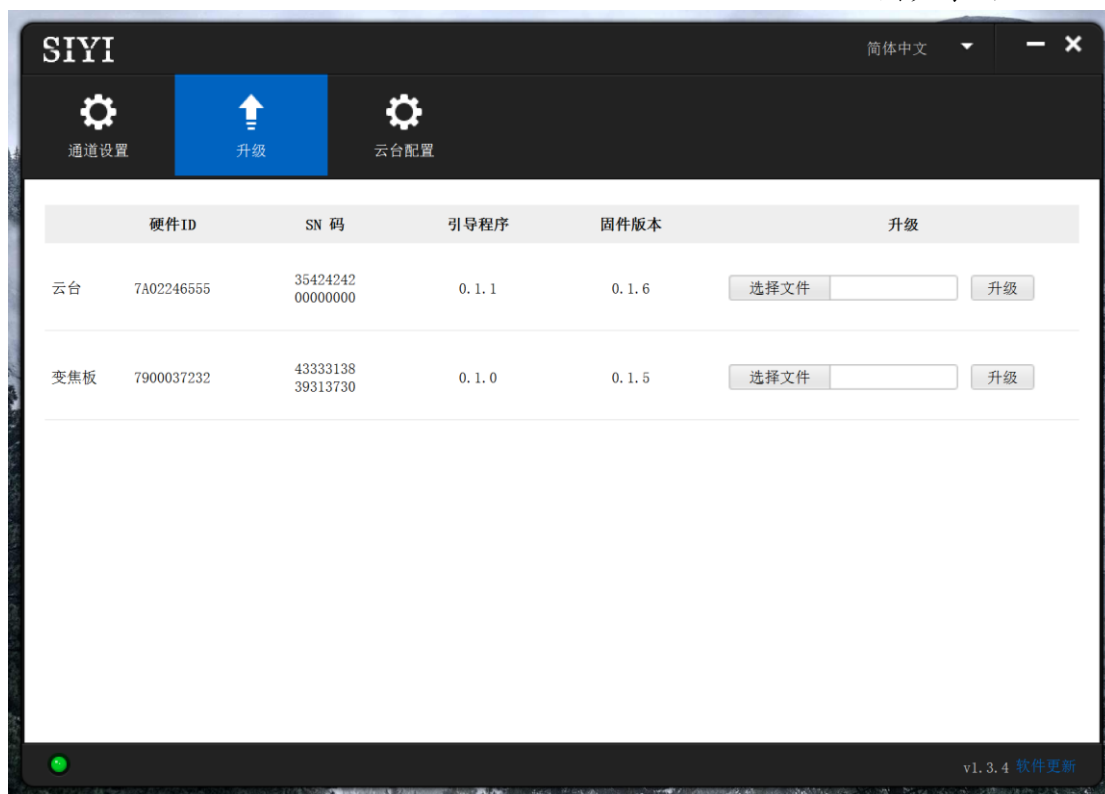 SIYI
简体中文
通道设置
升级
云台配置
硬件ID SN 码 引导程序 固件版本 升级
云台 7A02246555 35424242 00000000 0.1.1 0.1.6 选择文件 升级
变焦板 7900037232 43333138 39313730 0.1.0 0.1.5 选择文件 升级
v1.3.4 软件更新